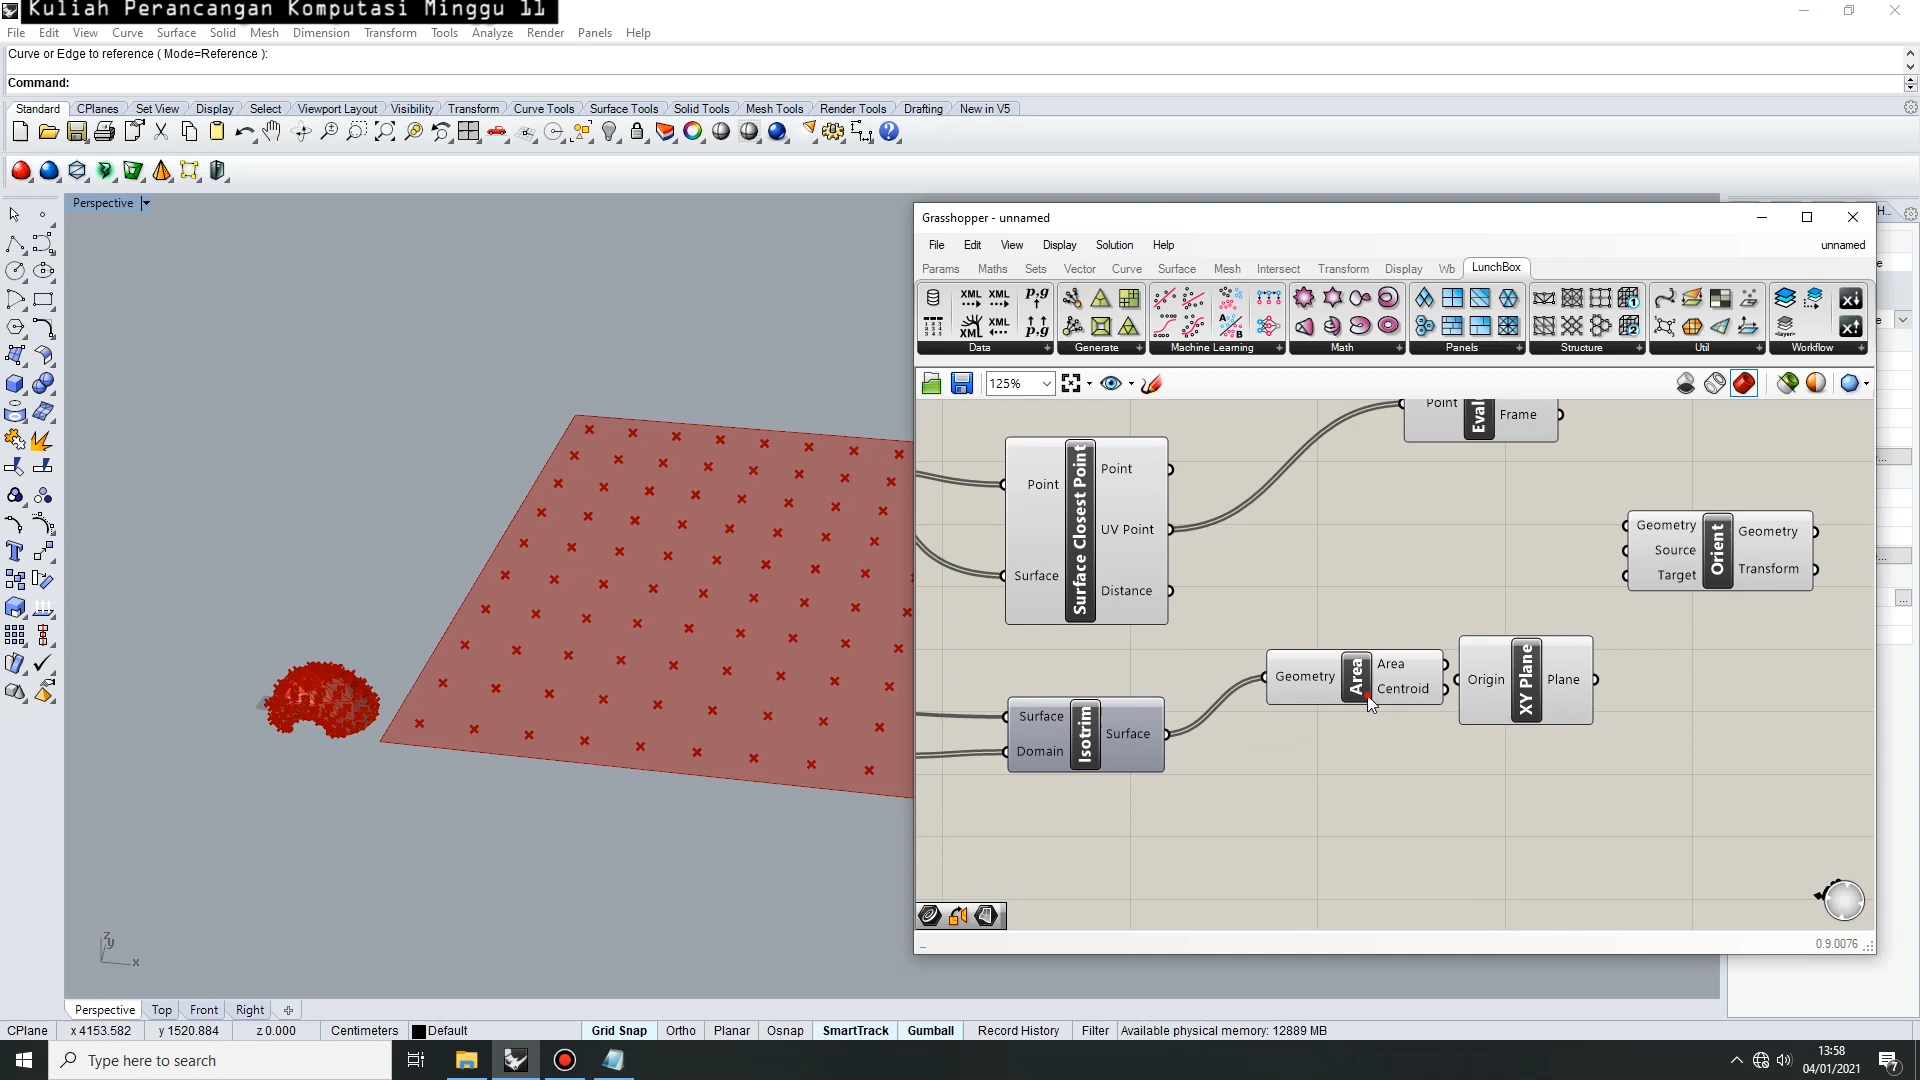 Kuliah Perancangan Komputasi Minggu 11
File Edit View Curve Surface Solid Mesh Dimension Transform Tools Analyze Render Panels Help
Curve or Edge to reference ( Mode=Reference ):
Command:
Standard CPlanes Set View Display Select Viewport Layout Visibility Transform Curve Tools Surface Tools Solid Tools Mesh Tools Render Tools Drafting New in V5
Perspective
H...
Grasshopper - unnamed
File Edit View Display Solution Help unnamed
Params Maths Sets Vector Curve Surface Mesh Intersect Transform Display Wb LunchBox
XML XML p,g
XML XML p,g
Data Generate Machine Learning Math Panels Structure Util Workflow
125%
Point Frame
Point Surface Closest Point Point
UV Point
Surface Distance
Geometry Orient Geometry
Source
Target Transform
Geometry Area Area
Centroid
Origin XY Plane Plane
Surface Isotrim Surface
Domain
0.9.0076
z
y
x
Perspective Top Front Right
CPlane x 4153.582 y 1520.884 z 0.000 Centimeters Default Grid Snap Ortho Planar Osnap SmartTrack Gumball Record History Filter Available physical memory: 12889 MB
Type here to search
13:58
04/01/2021
7